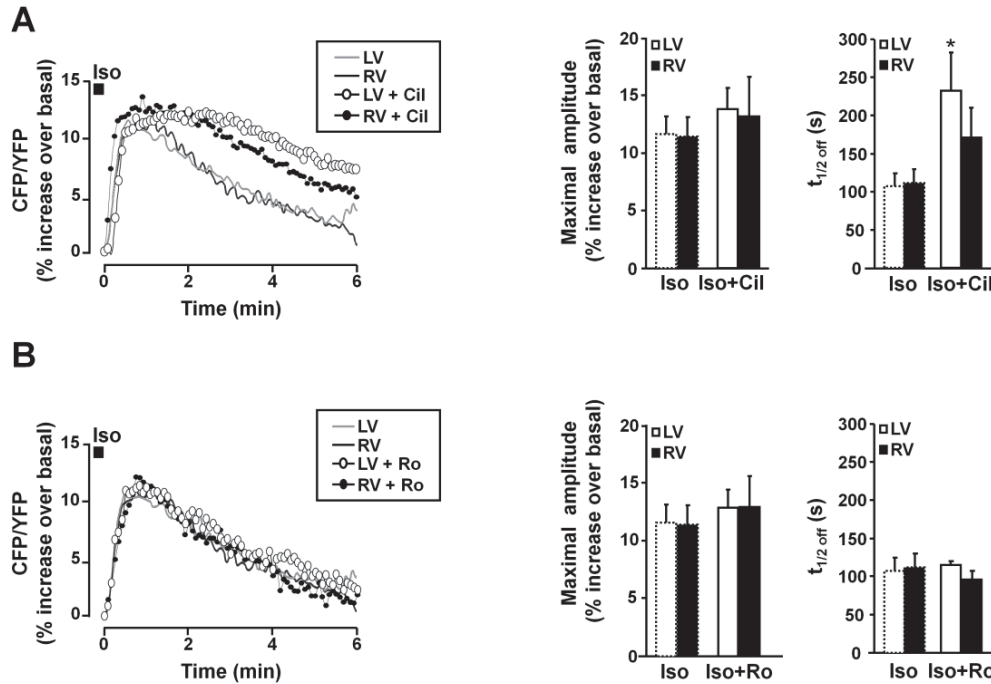 A
Iso
LV
RV
LV + Cil
RV + Cil
CFP/YFP
(% increase over basal)
15
10
5
0
0 2 4 6
Time (min)
Maximal amplitude
(% increase over basal)
20
15
10
5
0
LV
RV
Iso Iso+Cil
t1/2 off (s)
300
250
200
150
100
50
0
LV
RV
*
Iso Iso+Cil
B
Iso
LV
RV
LV + Ro
RV + Ro
CFP/YFP
(% increase over basal)
15
10
5
0
0 2 4 6
Time (min)
Maximal amplitude
(% increase over basal)
20
15
10
5
0
LV
RV
Iso Iso+Ro
t1/2 off (s)
300
250
200
150
100
50
0
LV
RV
Iso Iso+Ro